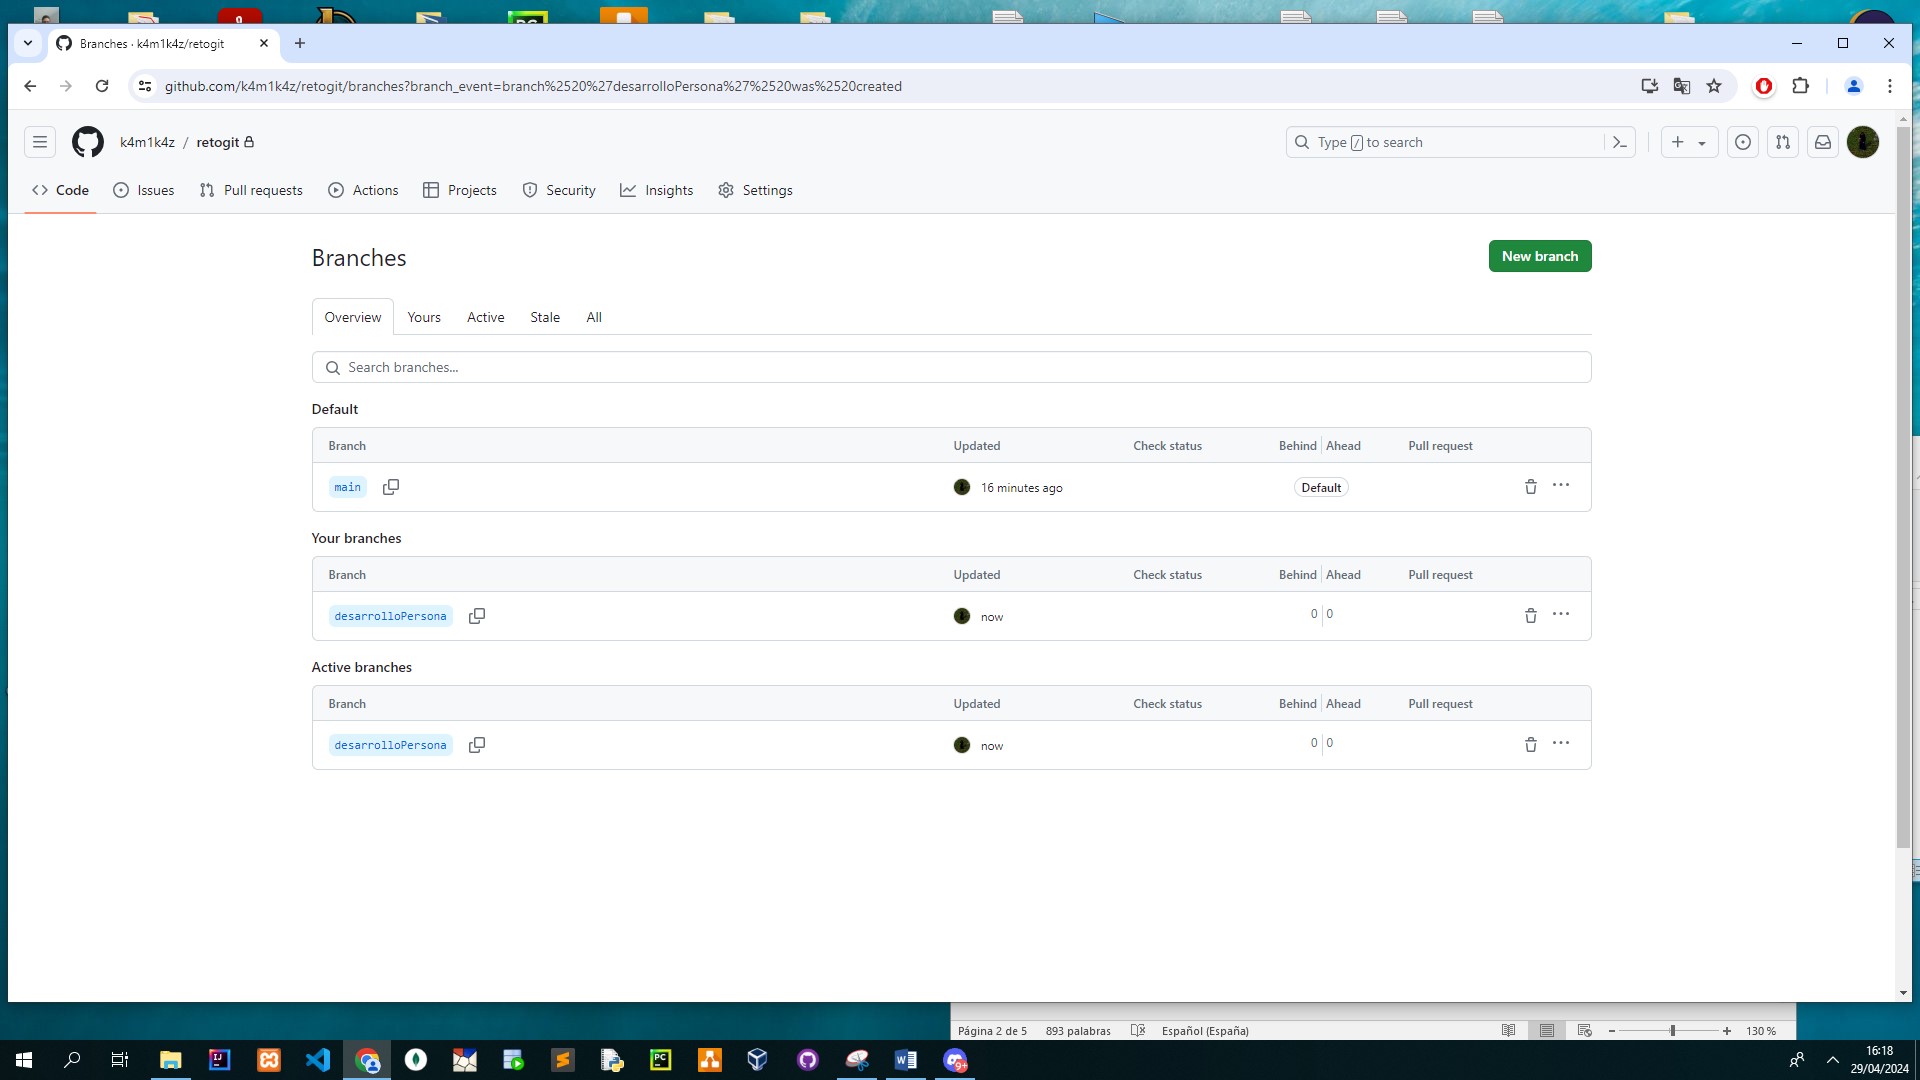 Branches · k4m1k4z/retogit
github.com/k4m1k4z/retogit/branches?branch_event=branch%2520%27desarrolloPersona%27%2520was%2520created
k4m1k4z / retogit
Type / to search
Code
Issues
Pull requests
Actions
Projects
Security
Insights
Settings
Branches
New branch
Overview
Yours
Active
Stale
All
Search branches...
Default
Branch Updated Check status Behind Ahead Pull request
main 16 minutes ago Default
Your branches
Branch Updated Check status Behind Ahead Pull request
desarrolloPersona now 0 0
Active branches
Branch Updated Check status Behind Ahead Pull request
desarrolloPersona now 0 0
Página 2 de 5 893 palabras Español (España) 130 %
16:18
29/04/2024